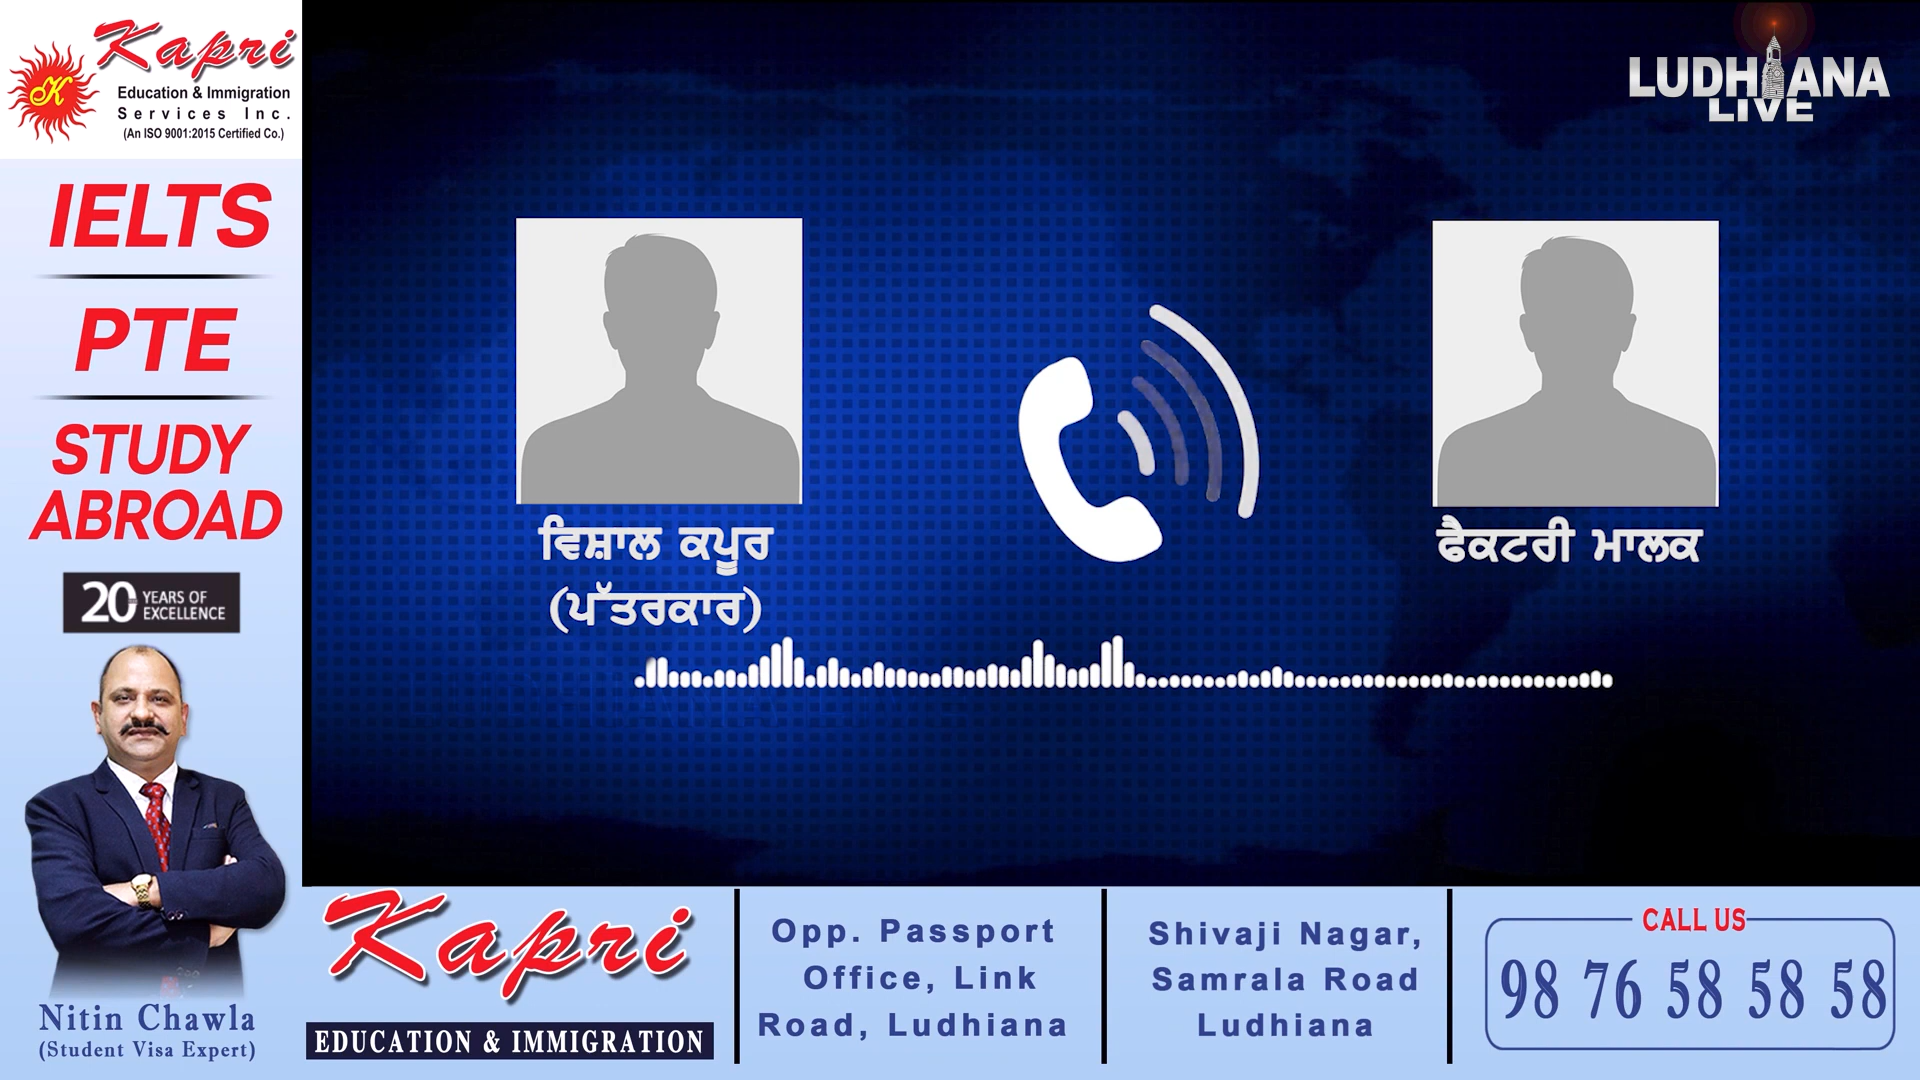 Kapri
Education & Immigration
Services Inc.
(An ISO 9001:2015 Certified Co.)
K
IELTS
PTE
STUDY
ABROAD
20 YEARS OF
EXCELLENCE
Nitin Chawla
(Student Visa Expert)
LUDHIANA
LIVE
ਵਿਸ਼ਾਲ ਕਪੂਰ
(ਪੱਤਰਕਾਰ)
ਫੈਕਟਰੀ ਮਾਲਕ
Kapri
EDUCATION & IMMIGRATION
Opp. Passport
Office, Link
Road, Ludhiana
Shivaji Nagar,
Samrala Road
Ludhiana
CALL US
98 76 58 58 58